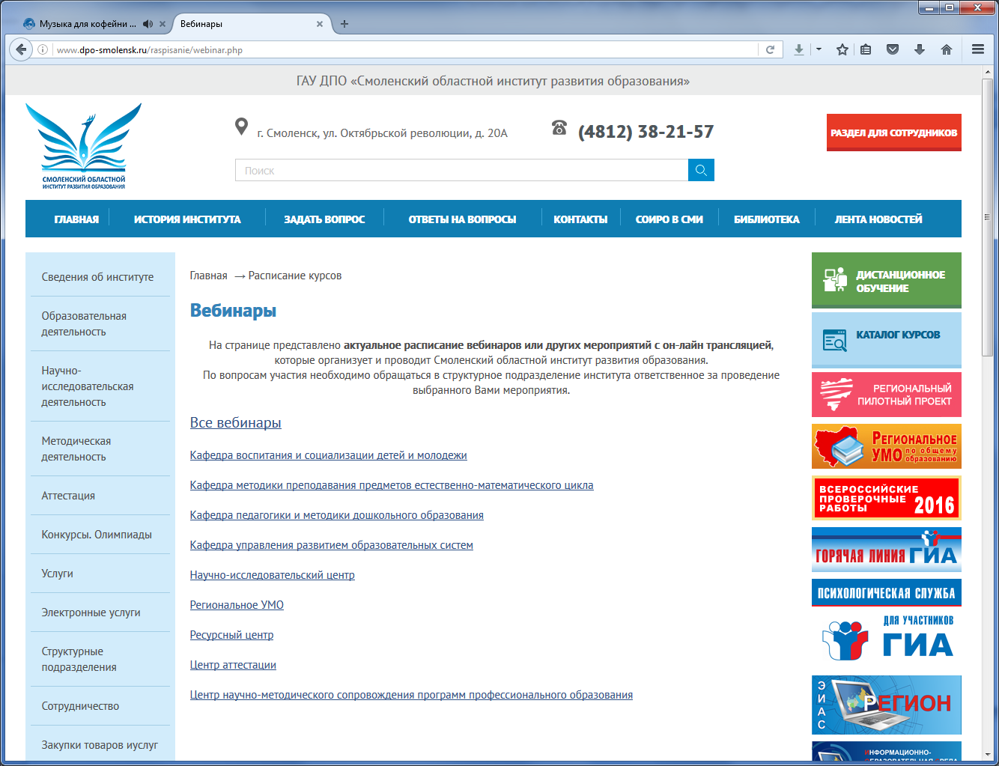 Музыка для кофейни ...
Вебинары
www.dpo-smolensk.ru/raspisanie/webinar.php
ГАУ ДПО «Смоленский областной институт развития образования»
СМОЛЕНСКИЙ ОБЛАСТНОЙ
ИНСТИТУТ РАЗВИТИЯ ОБРАЗОВАНИЯ
г. Смоленск, ул. Октябрьской революции, д. 20А
(4812) 38-21-57
РАЗДЕЛ ДЛЯ СОТРУДНИКОВ
Поиск
ГЛАВНАЯ ИСТОРИЯ ИНСТИТУТА ЗАДАТЬ ВОПРОС ОТВЕТЫ НА ВОПРОСЫ КОНТАКТЫ СОИРО В СМИ БИБЛИОТЕКА ЛЕНТА НОВОСТЕЙ
Сведения об институте
Образовательная
деятельность
Научно-
исследовательская
деятельность
Методическая
деятельность
Аттестация
Конкурсы. Олимпиады
Услуги
Электронные услуги
Структурные
подразделения
Сотрудничество
Закупки товаров иуслуг
Главная → Расписание курсов
Вебинары
На странице представлено актуальное расписание вебинаров или других мероприятий с он-лайн трансляцией,
которые организует и проводит Смоленский областной институт развития образования.
По вопросам участия необходимо обращаться в структурное подразделение института ответственное за проведение
выбранного Вами мероприятия.
Все вебинары
Кафедра воспитания и социализации детей и молодежи
Кафедра методики преподавания предметов естественно-математического цикла
Кафедра педагогики и методики дошкольного образования
Кафедра управления развитием образовательных систем
Научно-исследовательский центр
Региональное УМО
Ресурсный центр
Центр аттестации
Центр научно-методического сопровождения программ профессионального образования
ДИСТАНЦИОННОЕ
ОБУЧЕНИЕ
КАТАЛОГ КУРСОВ
РЕГИОНАЛЬНЫЙ
ПИЛОТНЫЙ ПРОЕКТ
РЕГИОНАЛЬНОЕ
УМО по общему
образованию
ВСЕРОССИЙСКИЕ
ПРОВЕРОЧНЫЕ
РАБОТЫ 2016
ГОРЯЧАЯ ЛИНИЯ ГИА
ПСИХОЛОГИЧЕСКАЯ СЛУЖБА
ДЛЯ УЧАСТНИКОВ
ГИА
ЭИАС
РЕГИОН
ИНФОРМАЦИОННО-
ОБРАЗОВАТЕЛЬНАЯ СРЕДА